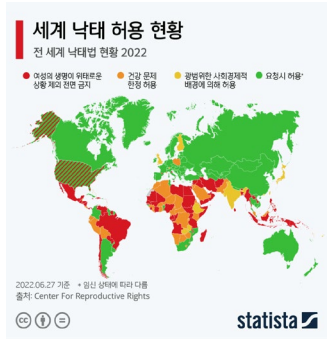 세계 낙태 허용 현황
전 세계 낙태법 현황 2022
여성의 생명이 위태로운
상황 제외 전면 금지
건강 문제
한정 허용
광범위한 사회경제적
배경에 의해 허용
요청시 허용*
2022.06.27 기준 * 임신 상태에 따라 다름
출처: Center For Reproductive Rights
cc
statista